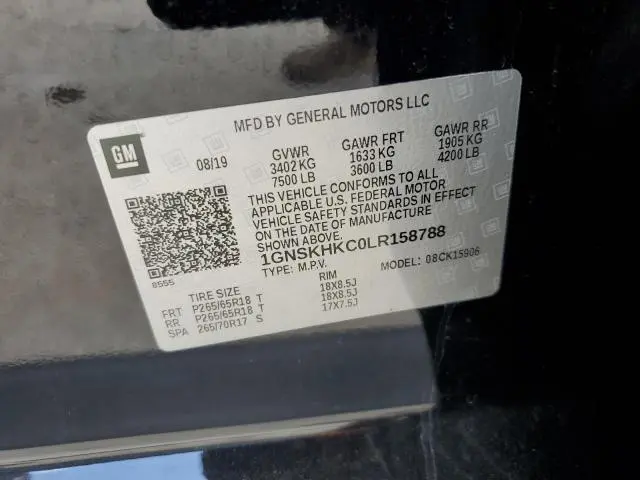 MFD BY GENERAL MOTORS LLC
GM
08/19 GVWR GAWR FRT GAWR RR
3402 KG 1633 KG 1905 KG
7500 LB 3600 LB 4200 LB
THIS VEHICLE CONFORMS TO ALL
APPLICABLE U.S. FEDERAL MOTOR
VEHICLE SAFETY STANDARDS IN EFFECT
ON THE DATE OF MANUFACTURE
SHOWN ABOVE.
1GNSKHKC0LR158788
8555
TYPE: M.P.V. MODEL: 08CK15906
TIRE SIZE RIM
FRT P265/65R18 T 18X8.5J
RR P265/65R18 T 18X8.5J
SPA 265/70R17 S 17X7.5J